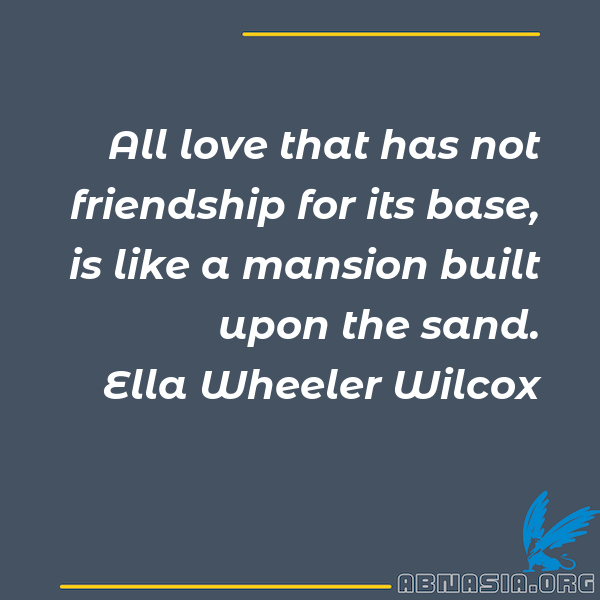 All love that has not
friendship for its base,
is like a mansion built
upon the sand.
Ella Wheeler Wilcox
ABNASIA.ORG